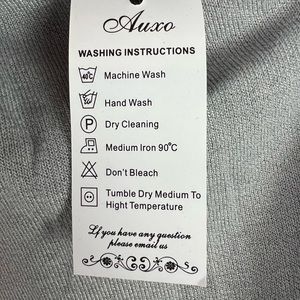 Auxo
WASHING INSTRUCTIONS
40℃ Machine Wash
Hand Wash
P Dry Cleaning
Medium Iron 90℃
Don't Bleach
Tumble Dry Medium To
Hight Temperature
If you have any question
please email us